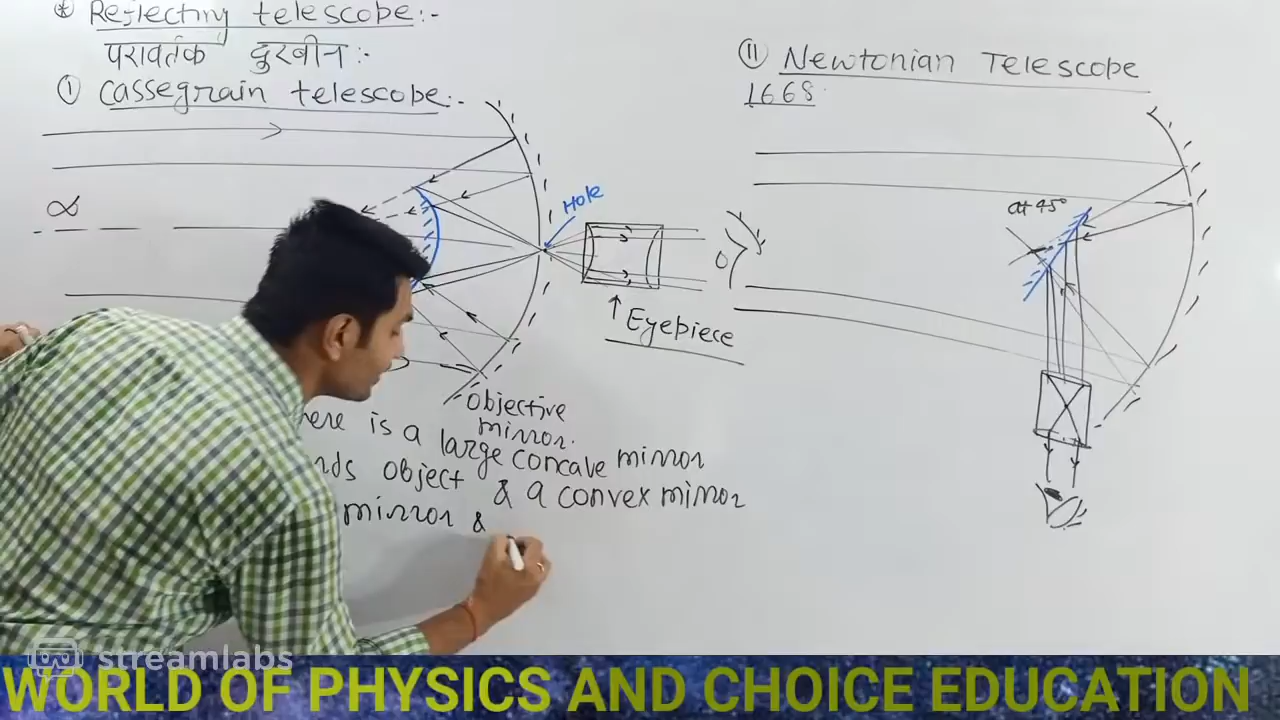 * Reflecting telescope:-
परावर्तक दुरबीन :-
① Cassegrain telescope:-
∞
Hole
↑ Eyepiece
Objective
mirror.
here is a large concave mirror
object & a convex mirror
mirror &
⑪ Newtonian Telescope
1668
at 45°
streamlabs
WORLD OF PHYSICS AND CHOICE EDUCATION